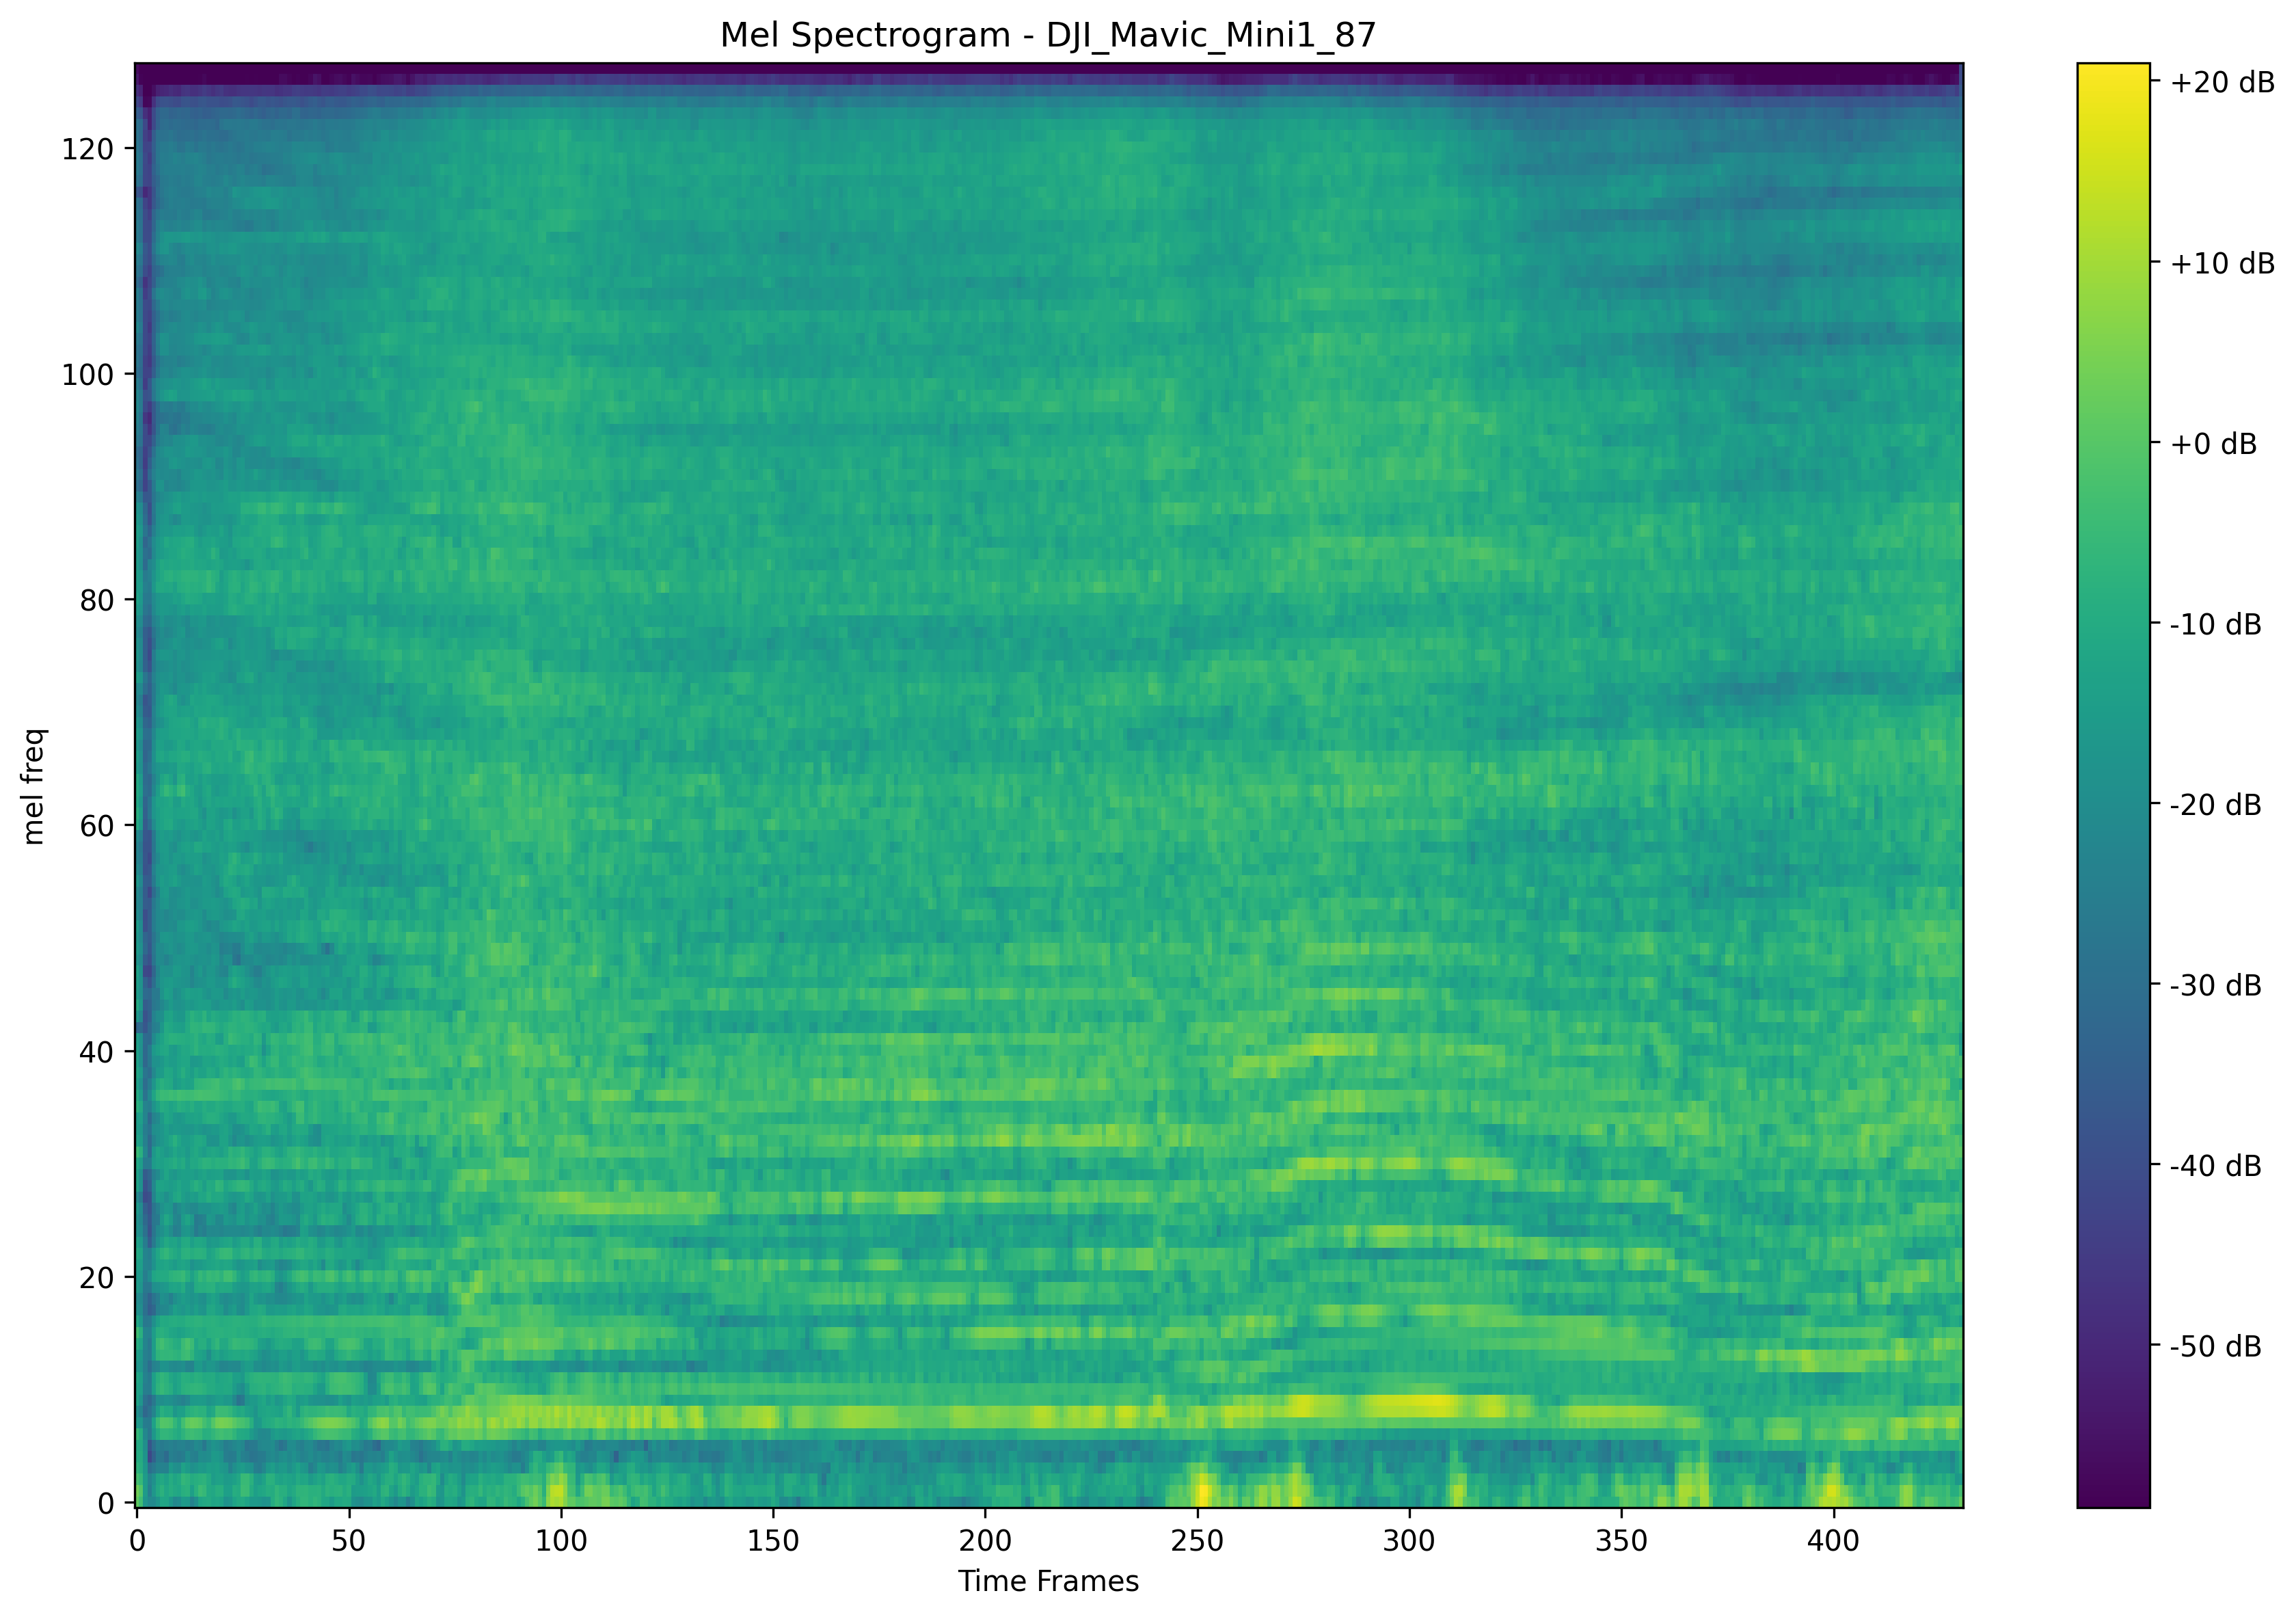 Mel Spectrogram - DJI_Mavic_Mini1_87
mel freq
120
100
80
60
40
20
0
0 50 100 150 200 250 300 350 400
Time Frames
+20 dB
+10 dB
+0 dB
-10 dB
-20 dB
-30 dB
-40 dB
-50 dB